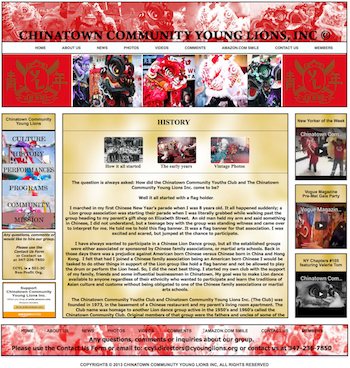 CHINATOWN COMMUNITY YOUNG LIONS, INC ©
HOME ABOUT US NEWS PHOTOS VIDEOS COMMENTS AMAZON.COM SMILE CONTACT US MEMBERS
Chinatown Community
Young Lions
CULTURE
HISTORY
PERFORMANCES
PROGRAMS
COMMUNITY
MISSION
Any questions, comments or
would like to hire our group.
Please use the
Contact Us Form
or
Contact us
at 347-236-7850
CCYL is a 501-3c
Non-Profit Org.
Support
Chinatown Community
Young Lions Inc.
HISTORY
How it all started The early years Vintage Photos
The question is always asked: How did the Chinatown Community Youths Club and The Chinatown
Community Young Lions Inc. come to be?
Well it all started with a flag holder.
I marched in my first Chinese New Year's parade when I was 8 years old. It all happened suddenly; a
Lion group association was starting their parade when I was literally grabbed while walking past the
group heading to my parent's gift shop on Elizabeth Street. An old man held my arm and said something
in Chinese, I did not understand, but a teenage boy with the group was standing witness and came over
to interpret for me. He told me to hold this flag banner. It was a flag banner for that association. I was
excited and scared, but jumped at the chance to participate.
I have always wanted to participate in a Chinese Lion Dance group, but all the established groups
were either associated or sponsored by Chinese family associations, or martial arts schools. Back in
those days there was a prejudice against American born Chinese verses Chinese born in China and Hong
Kong. I felt that had I joined a Chinese family association being an American born Chinese I would be
tasked to do other things in support of the Lion group like hold flags or banners and not be allowed to play
the drum or perform the Lion head. So, I did the next best thing. I started my own club with the support
of my family, friends and some influential businessmen in Chinatown. My goal was to make Lion dance
available to anyone regardless of their ethnicity who wanted to participate and learn the traditions of
Asian culture and customs without being obligated to one of the Chinese family associations or martial
arts schools.
The Chinatown Community Youths Club and Chinatown Community Young Lions Inc. (The Club) was
founded in 1973, in the basement of a Chinese restaurant and my parent's living room apartment. The
Club name was homage to another Lion dance group active in the 1950's and 1960's called the
Chinatown Community Club. Original members of that group were the fathers and uncles of some of the
New Yorker of the
Week
Chinatown Com...
Vogue Magazine
Pre-Met Gala Party
Chinatown Com...
NY Chapters #125
featuring Valerie Tom
Chinatown Com...
HOME ABOUT US NEWS PHOTOS VIDEOS COMMENTS AMAZON.COM SMILE CONTACT US MEMBERS
Any questions, comments or inquiries about our group.
Please use the Contact Us Form or email to: ccyl.directors@cyounglions.org or contact us at 347-236-7850
COPYRIGHTS © 2013 CHINATOWN COMMUNITY YOUNG LIONS INC. ALL RIGHTS RESERVED